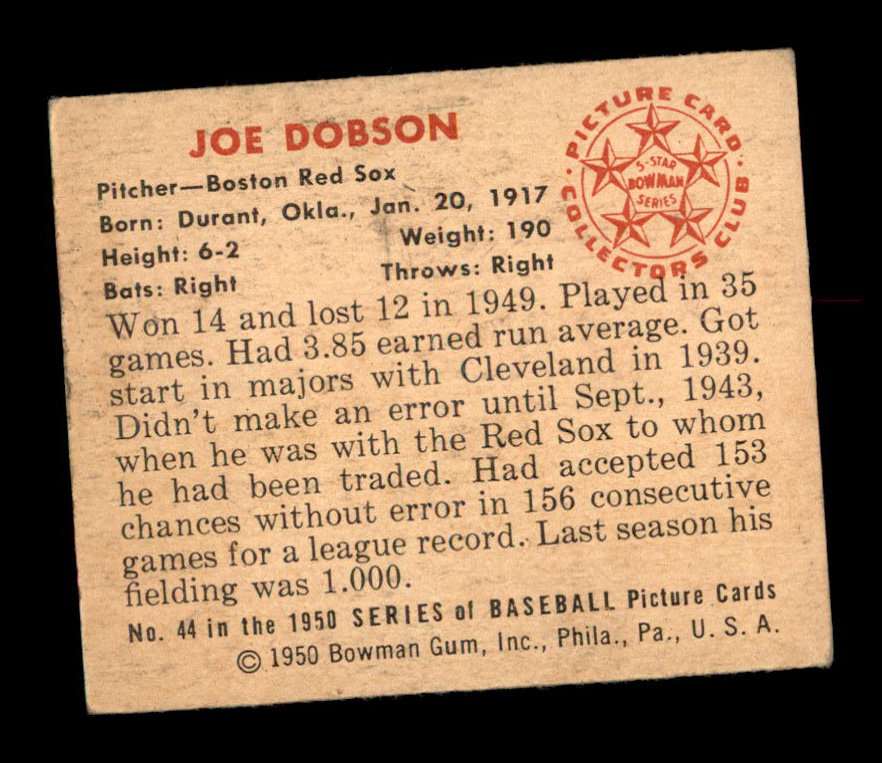 JOE DOBSON
Pitcher—Boston Red Sox
Born: Durant, Okla., Jan. 20, 1917
Height: 6-2 Weight: 190
Bats: Right Throws: Right
PICTURE CARD
COLLECTORS CLUB
5-STAR
BOWMAN
SERIES
Won 14 and lost 12 in 1949. Played in 35
games. Had 3.85 earned run average. Got
start in majors with Cleveland in 1939.
Didn't make an error until Sept., 1943,
when he was with the Red Sox to whom
he had been traded. Had accepted 153
chances without error in 156 consecutive
games for a league record. Last season his
fielding was 1.000.
No. 44 in the 1950 SERIES of BASEBALL Picture Cards
© 1950 Bowman Gum, Inc., Phila., Pa., U. S. A.